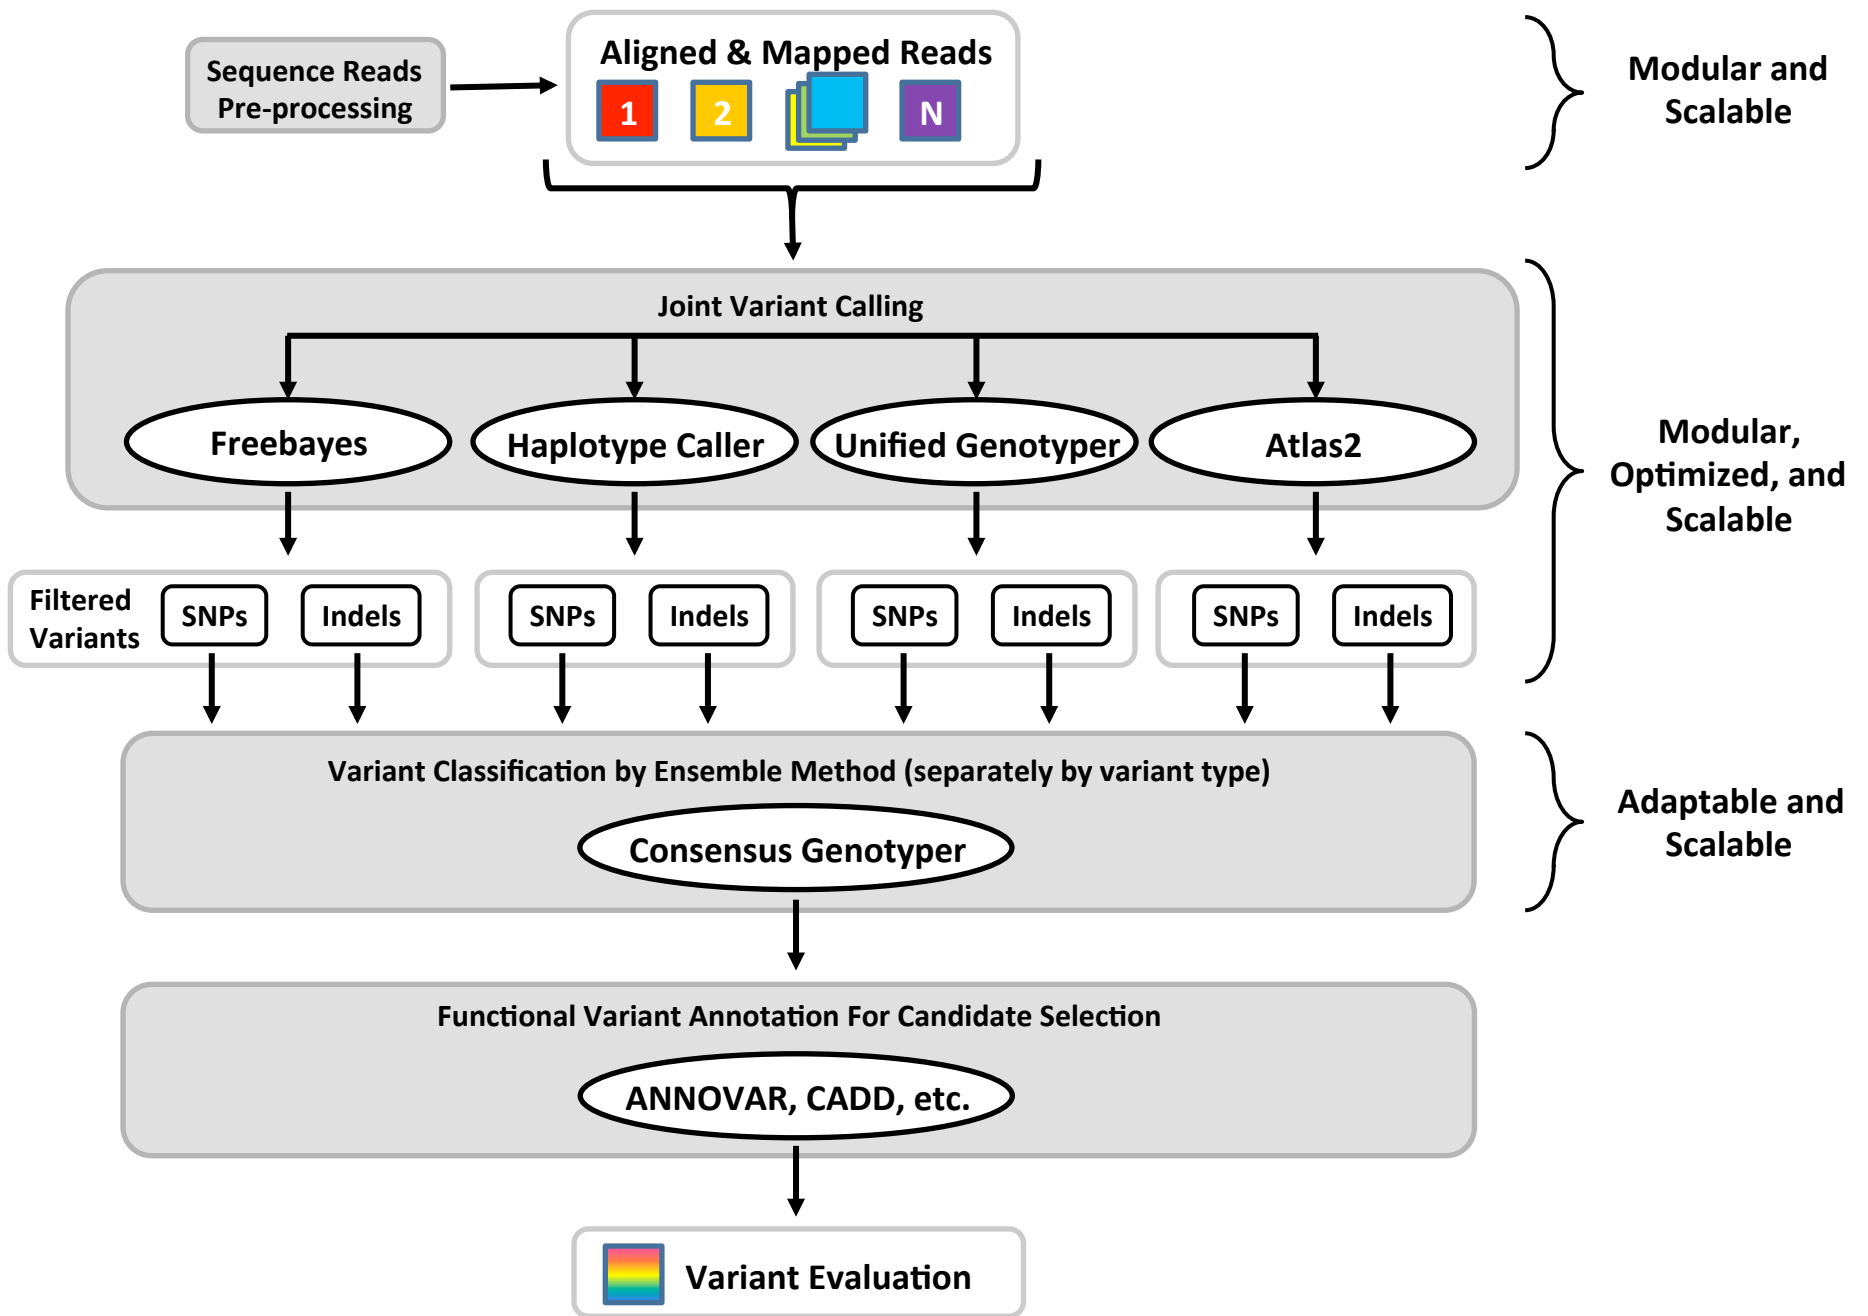 Sequence Reads
Pre-processing
Aligned & Mapped Reads
1 2 N
Modular and
Scalable
Joint Variant Calling
Freebayes
Haplotype Caller
Unified Genotyper
Atlas2
Modular,
Optimized, and
Scalable
Filtered
Variants
SNPs
Indels
SNPs
Indels
SNPs
Indels
SNPs
Indels
Variant Classification by Ensemble Method (separately by variant type)
Consensus Genotyper
Adaptable and
Scalable
Functional Variant Annotation For Candidate Selection
ANNOVAR, CADD, etc.
Variant Evaluation